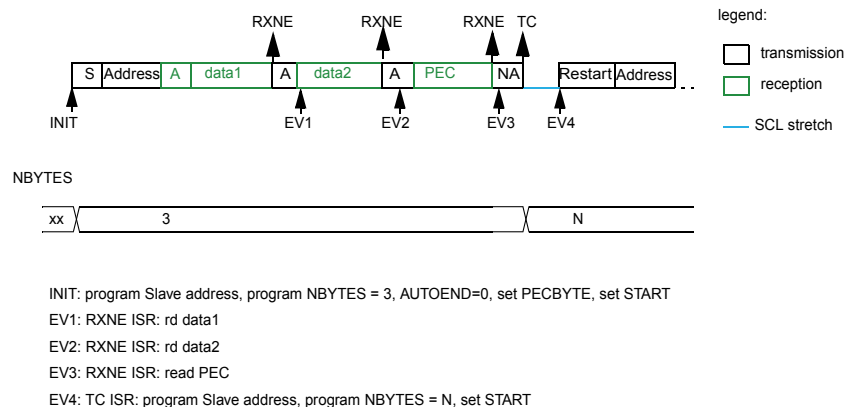 RXNE RXNE RXNE TC
legend:
transmission
reception
SCL stretch
S Address A data1 A data2 A PEC NA Restart Address
INIT EV1 EV2 EV3 EV4
NBYTES
xx 3 N
INIT: program Slave address, program NBYTES = 3, AUTOEND=0, set PECBYTE, set START
EV1: RXNE ISR: rd data1
EV2: RXNE ISR: rd data2
EV3: RXNE ISR: read PEC
EV4: TC ISR: program Slave address, program NBYTES = N, set START